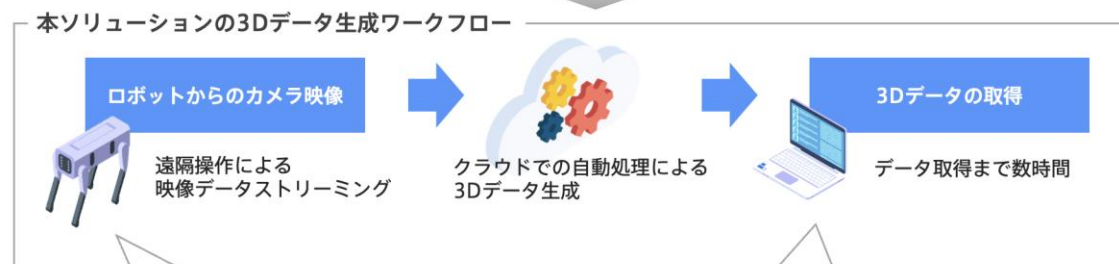 本ソリューションの3Dデータ生成ワークフロー
ロボットからのカメラ映像
遠隔操作による
映像データストリーミング
クラウドでの自動処理による
3Dデータ生成
3Dデータの取得
データ取得まで数時間